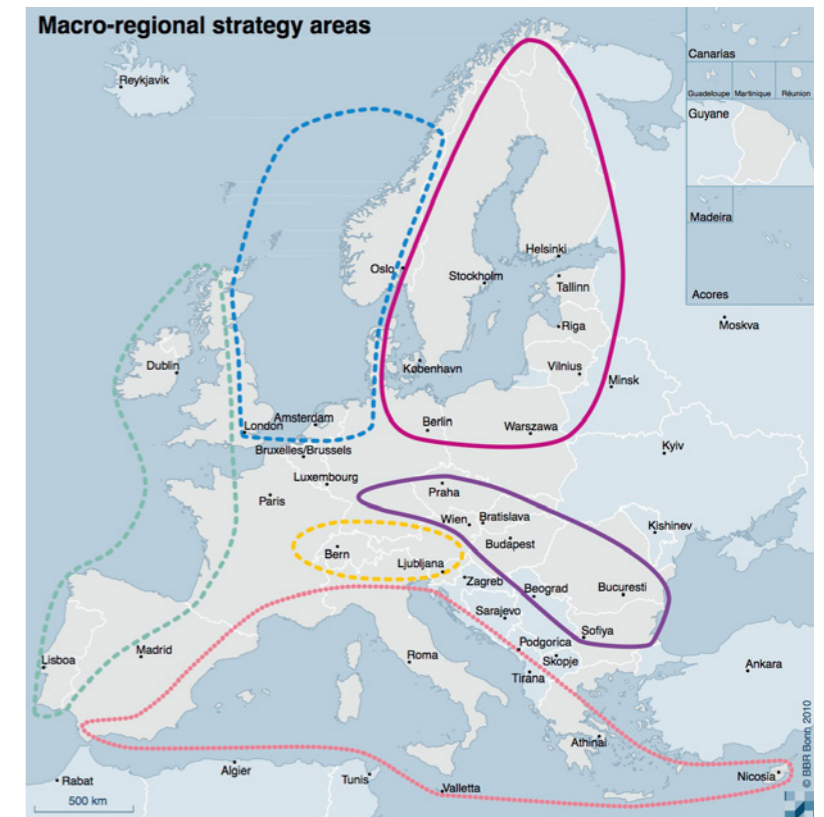 Macro-regional strategy areas
Reykjavik
Canarias
Guadeloupe Martinique Réunion
Guyane
Madeira
Acores
Oslo
Helsinki
Stockholm
Tallinn
Riga
Moskva
Dublin
København
Vilnius
Minsk
Amsterdam
London
Berlin
Warszawa
Bruxelles/Brussels
Kyiv
Luxembourg
Paris
Praha
Wien
Bratislava
Kishinev
Budapest
Bern
Ljubljana
Zagreb
Beograd
Bucuresti
Sarajevo
Sofiya
Madrid
Lisboa
Roma
Podgorica
Skopje
Tirana
Ankara
Athinai
Algier
Tunis
Rabat
Valletta
Nicosia
500 km
© BBR Bonn, 2010